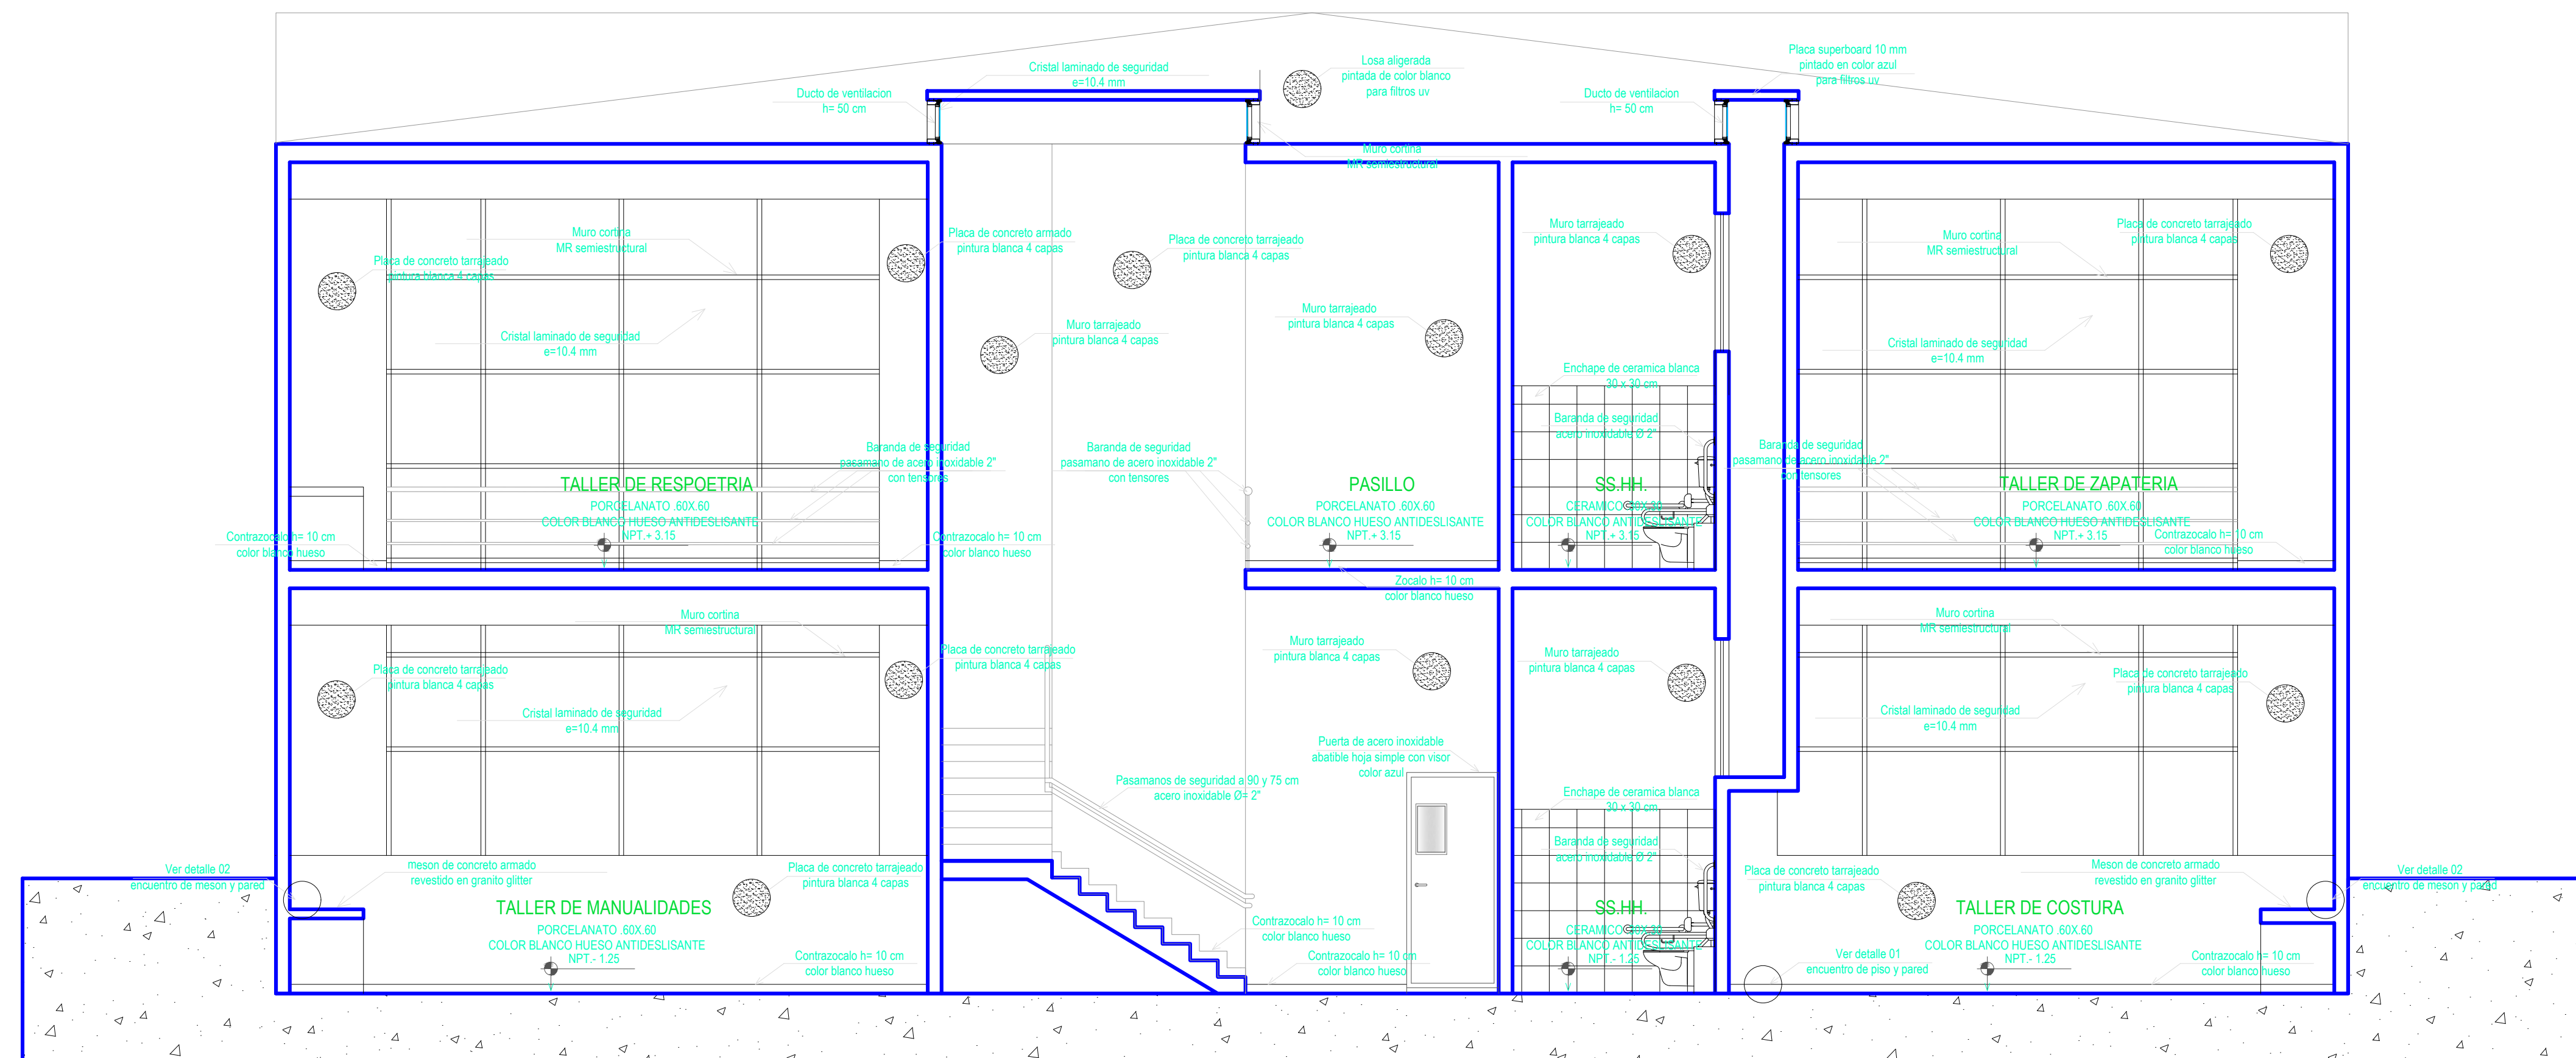 Cristal laminado de seguridad
e=10.4 mm
Losa aligerada
pintada de color blanco
para filtros uv
Placa superboard 10 mm
pintado en color azul
para filtros uv
Ducto de ventilacion
h= 50 cm
Ducto de ventilacion
h= 50 cm
Muro cortina
MR semiestructural
Muro cortina
MR semiestructural
Placa de concreto tarrajeado
pintura blanca 4 capas
Cristal laminado de seguridad
e=10.4 mm
Placa de concreto armado
pintura blanca 4 capas
Placa de concreto tarrajeado
pintura blanca 4 capas
Muro tarrajeado
pintura blanca 4 capas
Muro tarrajeado
pintura blanca 4 capas
Muro tarrajeado
pintura blanca 4 capas
Muro cortina
MR semiestructural
Placa de concreto tarrajeado
pintura blanca 4 capas
Cristal laminado de seguridad
e=10.4 mm
Enchape de ceramica blanca
30 x 30 cm
Baranda de seguridad
acero inoxidable Ø 2"
Baranda de seguridad
pasamano de acero inoxidable 2"
con tensores
Baranda de seguridad
pasamano de acero inoxidable 2"
con tensores
Baranda de seguridad
pasamano de acero inoxidable 2"
con tensores
TALLER DE RESPOETRIA
PORCELANATO .60X.60
COLOR BLANCO HUESO ANTIDESLISANTE
NPT.+ 3.15
PASILLO
PORCELANATO .60X.60
COLOR BLANCO HUESO ANTIDESLISANTE
NPT.+ 3.15
SS.HH.
CERAMICO .30X.30
COLOR BLANCO ANTIDESLISANTE
NPT.+ 3.15
TALLER DE ZAPATERIA
PORCELANATO .60X.60
COLOR BLANCO HUESO ANTIDESLISANTE
NPT.+ 3.15
Contrazocalo h= 10 cm
color blanco hueso
Contrazocalo h= 10 cm
color blanco hueso
Contrazocalo h= 10 cm
color blanco hueso
Zocalo h= 10 cm
color blanco hueso
Muro cortina
MR semiestructural
Placa de concreto tarrajeado
pintura blanca 4 capas
Cristal laminado de seguridad
e=10.4 mm
Placa de concreto tarrajeado
pintura blanca 4 capas
Muro tarrajeado
pintura blanca 4 capas
Muro tarrajeado
pintura blanca 4 capas
Muro cortina
MR semiestructural
Placa de concreto tarrajeado
pintura blanca 4 capas
Cristal laminado de seguridad
e=10.4 mm
Puerta de acero inoxidable
abatible hoja simple con visor
color azul
Pasamanos de seguridad a 90 y 75 cm
acero inoxidable Ø= 2"
Enchape de ceramica blanca
30 x 30 cm
Baranda de seguridad
acero inoxidable Ø 2"
Ver detalle 02
encuentro de meson y pared
meson de concreto armado
revestido en granito glitter
Placa de concreto tarrajeado
pintura blanca 4 capas
Placa de concreto tarrajeado
pintura blanca 4 capas
Meson de concreto armado
revestido en granito glitter
Ver detalle 02
encuentro de meson y pared
TALLER DE MANUALIDADES
PORCELANATO .60X.60
COLOR BLANCO HUESO ANTIDESLISANTE
NPT.- 1.25
Contrazocalo h= 10 cm
color blanco hueso
Contrazocalo h= 10 cm
color blanco hueso
Contrazocalo h= 10 cm
color blanco hueso
SS.HH.
CERAMICO .30X.30
COLOR BLANCO ANTIDESLISANTE
NPT.- 1.25
Ver detalle 01
encuentro de piso y pared
TALLER DE COSTURA
PORCELANATO .60X.60
COLOR BLANCO HUESO ANTIDESLISANTE
NPT.- 1.25
Contrazocalo h= 10 cm
color blanco hueso